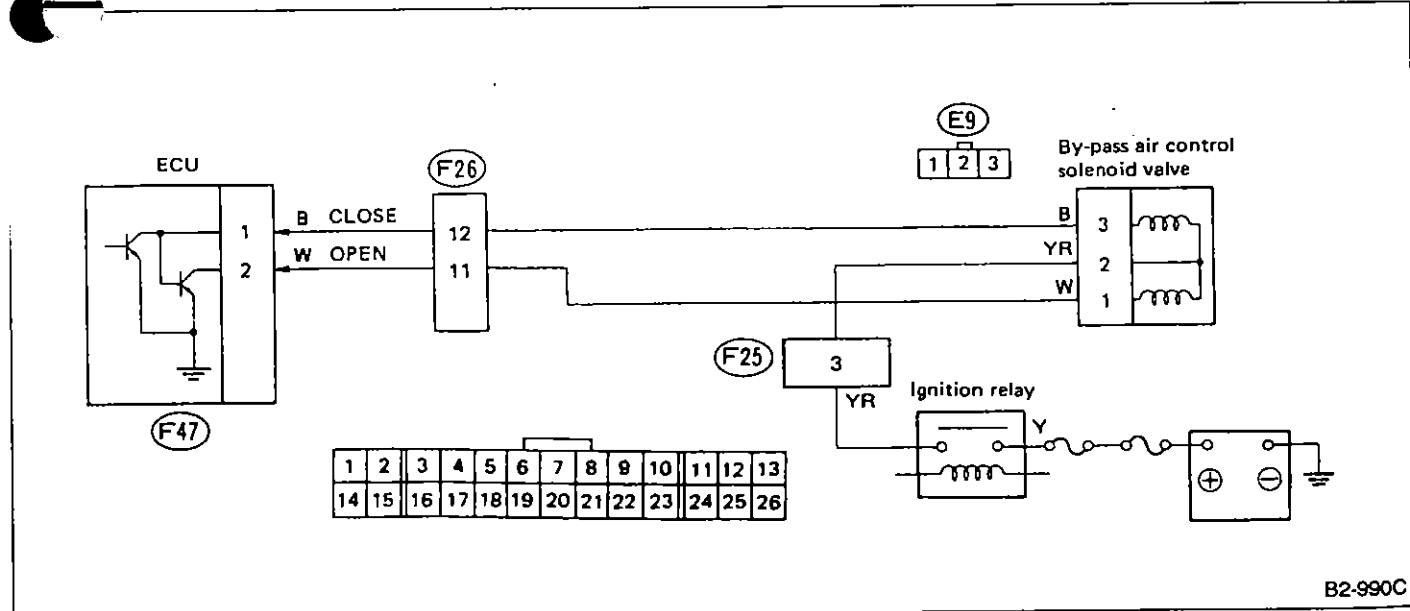 E9
1 2 3
By-pass air control
solenoid valve
ECU
F26
1
B CLOSE
12
B
3
2
W OPEN
11
YR
2
W
1
F25
3
YR
Ignition relay
Y
F47
+ −
1 2 3 4 5 6 7 8 9 10 11 12 13
14 15 16 17 18 19 20 21 22 23 24 25 26
B2-990C